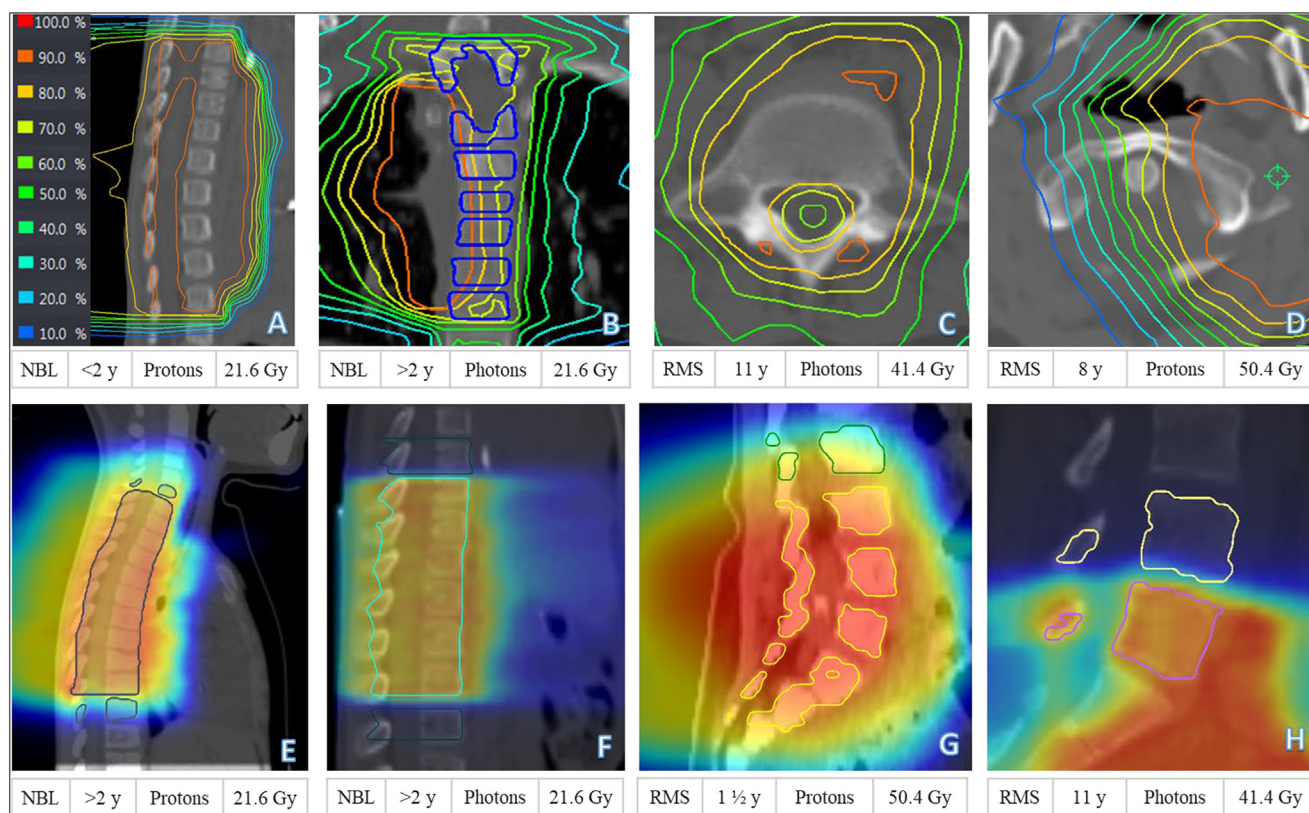 100.0 %
90.0 %
80.0 %
70.0 %
60.0 %
50.0 %
40.0 %
30.0 %
20.0 %
10.0 %
A
B
C
D
NBL <2 y Protons 21.6 Gy
NBL >2 y Photons 21.6 Gy
RMS 11 y Photons 41.4 Gy
RMS 8 y Protons 50.4 Gy
E
F
G
H
NBL >2 y Protons 21.6 Gy
NBL >2 y Photons 21.6 Gy
RMS 1 ½ y Protons 50.4 Gy
RMS 11 y Photons 41.4 Gy